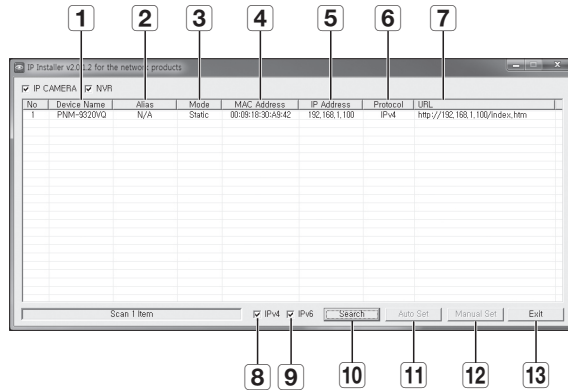 1 2 3 4 5 6 7
IP Installer v2.0.1.2 for the network products
IP CAMERA NVR
No Device Name Alias Mode MAC Address IP Address Protocol URL
1 PNM-9320VQ N/A Static 00:09:18:30:A9:42 192,168,1,100 IPv4 http://192,168,1,100/index,htm
Scan 1 Item IPv4 IPv6 Search Auto Set Manual Set Exit
8 9 10 11 12 13